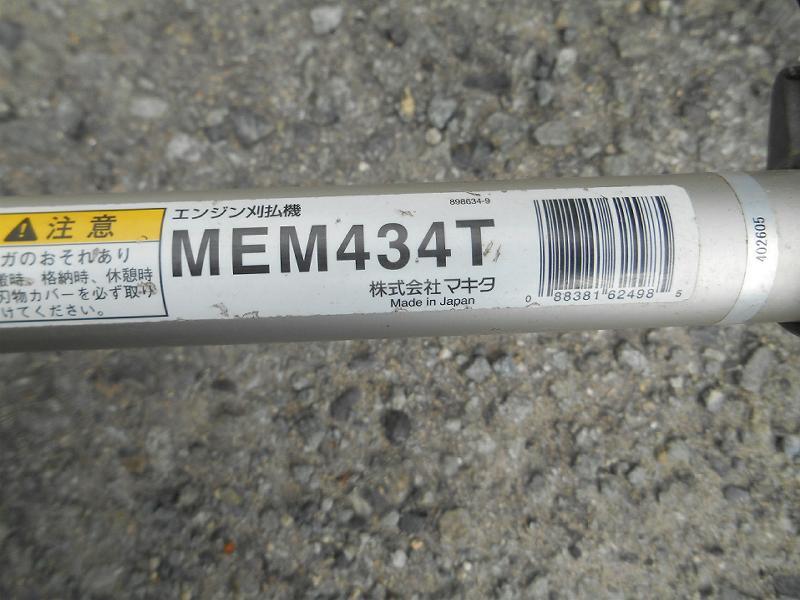 注意
ガのおそれあり
時、格納時、休憩時
刃物カバーを必ず取り
けてください。
エンジン刈払機
898634-9
MEM434T
株式会社 マキタ
Made in Japan
0 88381 62498 5
402605